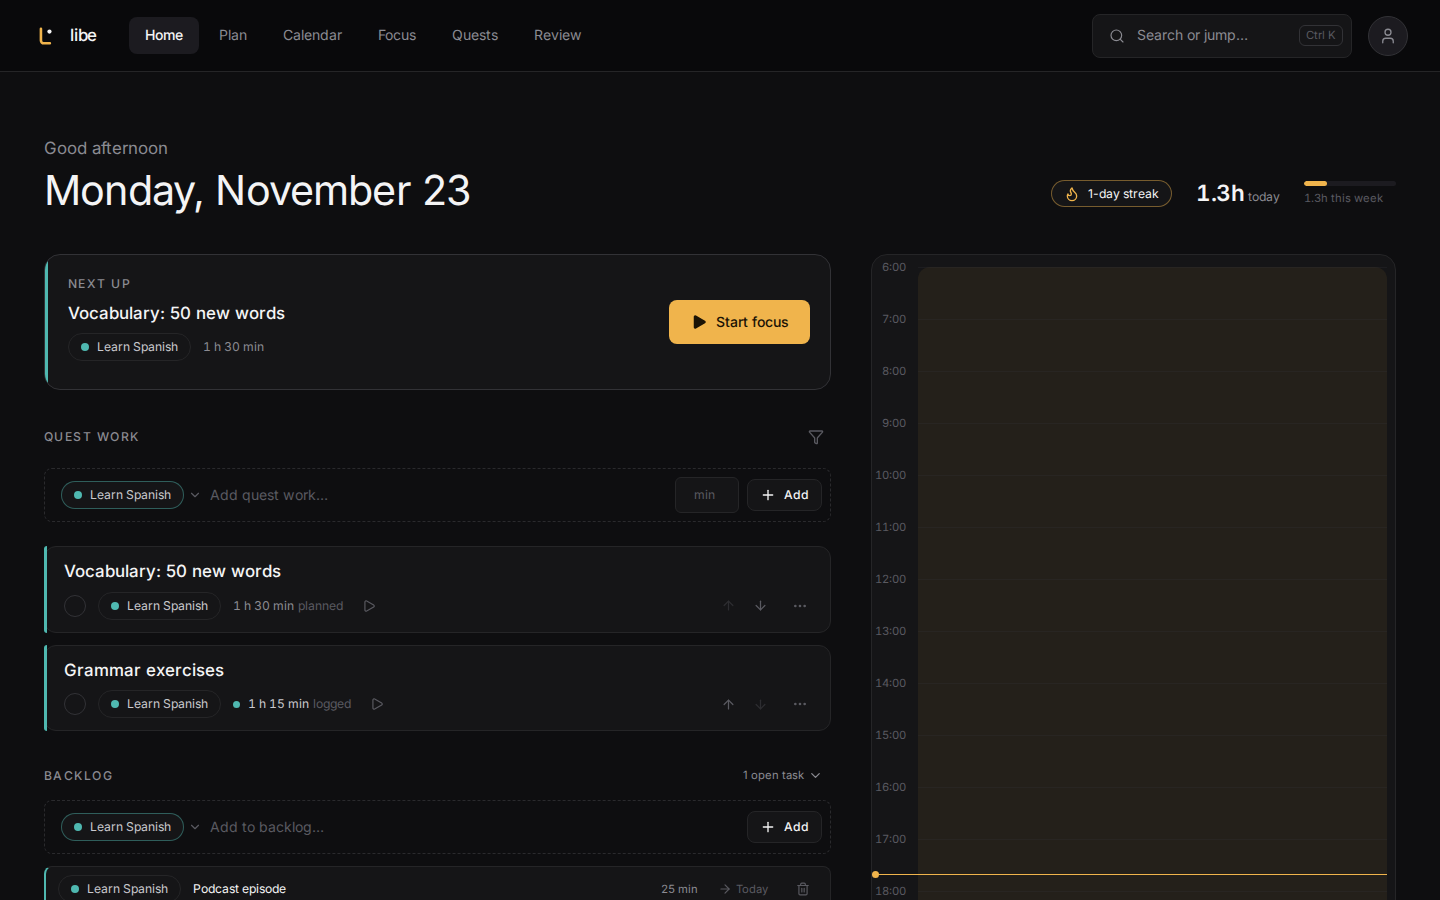 libe
Home
Plan
Calendar
Focus
Quests
Review
Search or jump...
Ctrl K
Good afternoon
Monday, November 23
1-day streak
1.3h today
1.3h this week
NEXT UP
Vocabulary: 50 new words
Learn Spanish
1 h 30 min
Start focus
QUEST WORK
Learn Spanish
Add quest work...
min
Add
Vocabulary: 50 new words
Learn Spanish
1 h 30 min planned
Grammar exercises
Learn Spanish
1 h 15 min logged
BACKLOG
1 open task
Learn Spanish
Add to backlog...
Add
Learn Spanish
Podcast episode
25 min
Today
6:00
7:00
8:00
9:00
10:00
11:00
12:00
13:00
14:00
15:00
16:00
17:00
18:00